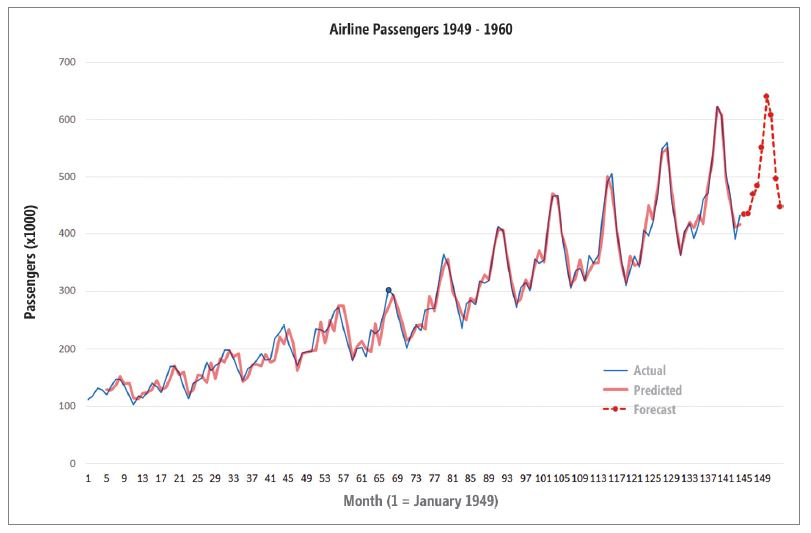 Airline Passengers 1949 - 1960
700
600
500
400
300
200
100
0
Passengers (x1000)
Actual
Predicted
Forecast
1 5 9 13 17 21 25 29 33 37 41 45 49 53 57 61 65 69 73 77 81 85 89 93 97 101 105 109 113 117 121 125 129 133 137 141 145 149
Month (1 = January 1949)